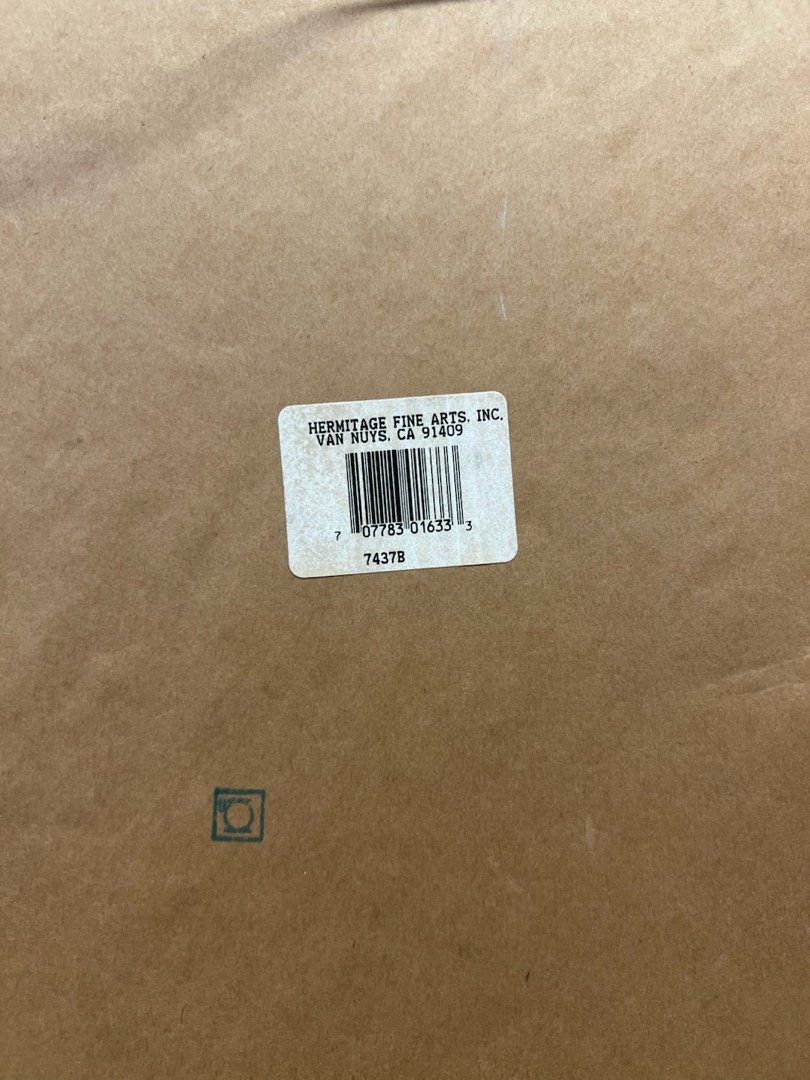 HERMITAGE FINE ARTS, INC.
VAN NUYS, CA 91409
7 07783 01633 3
7437B